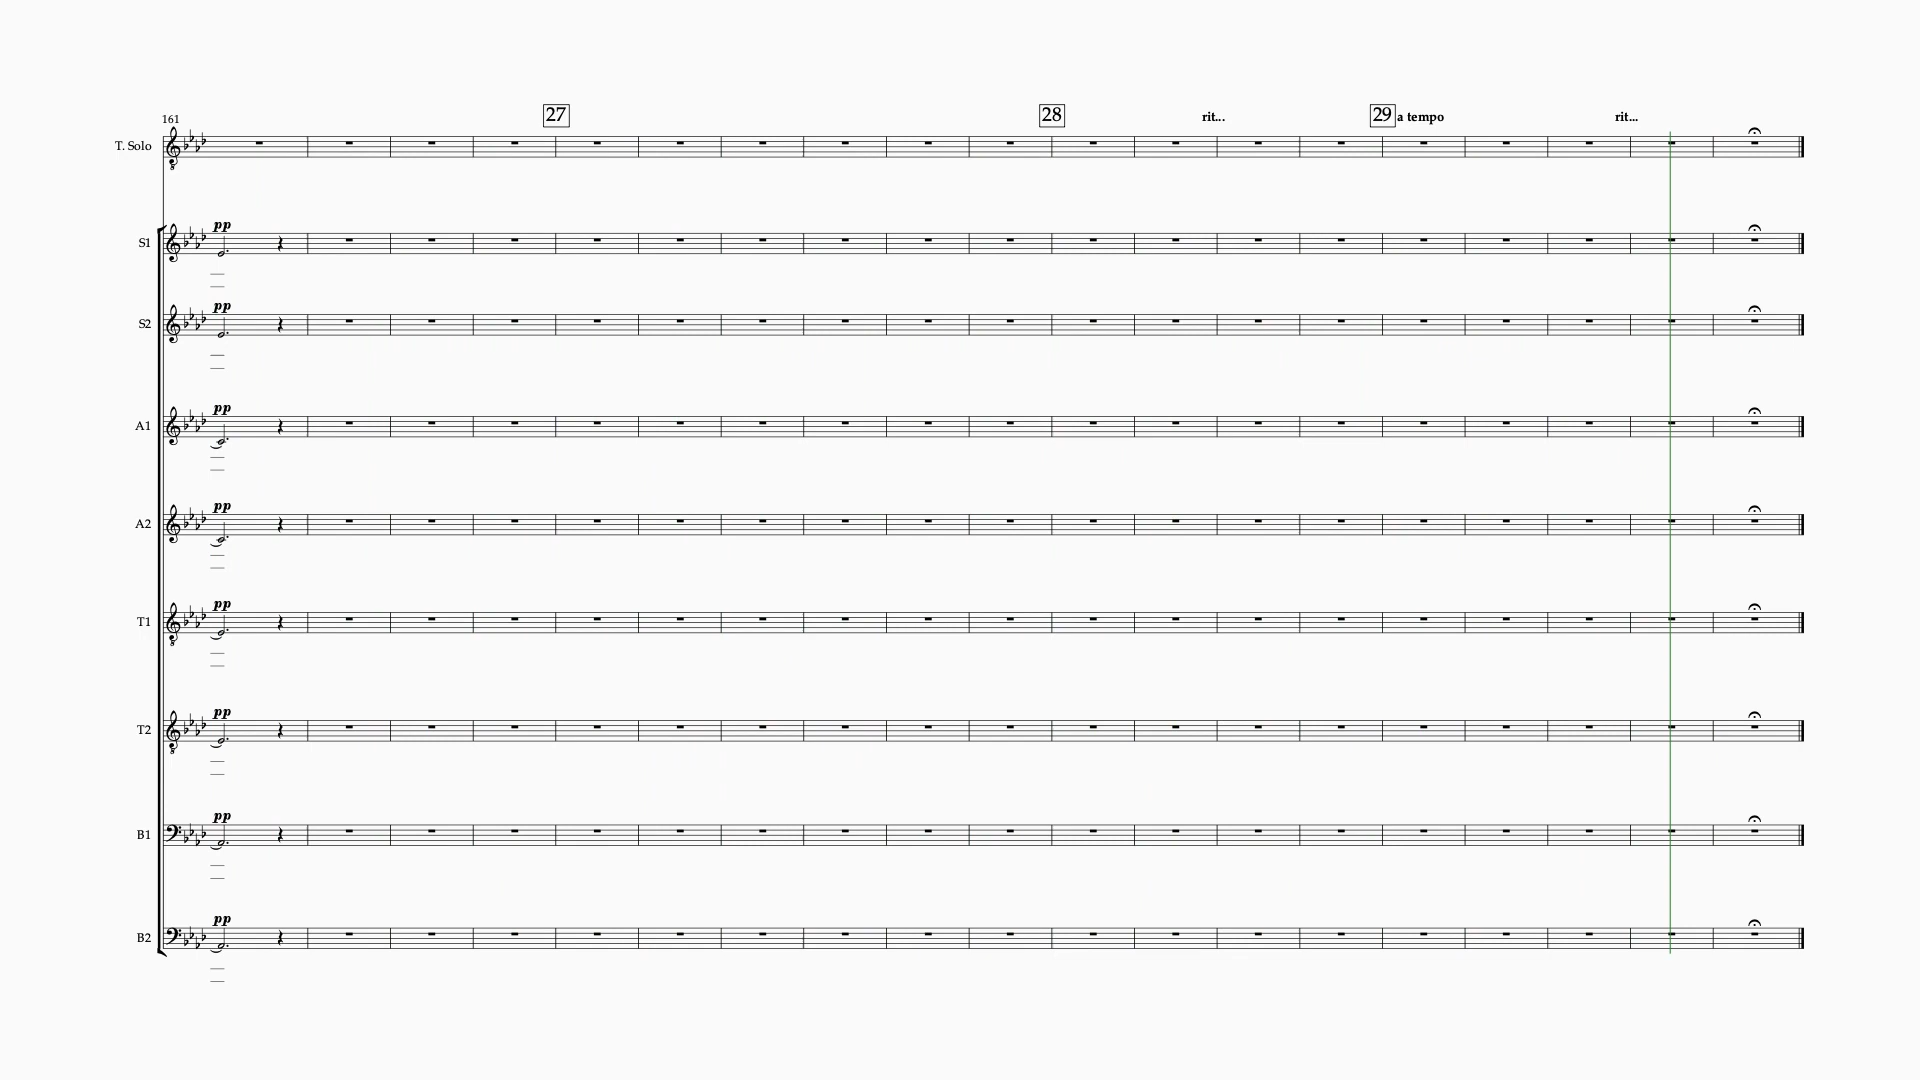 161
27
28
rit...
29 a tempo
rit...
T. Solo
pp
S1
pp
S2
pp
A1
pp
A2
pp
T1
pp
T2
pp
B1
pp
B2